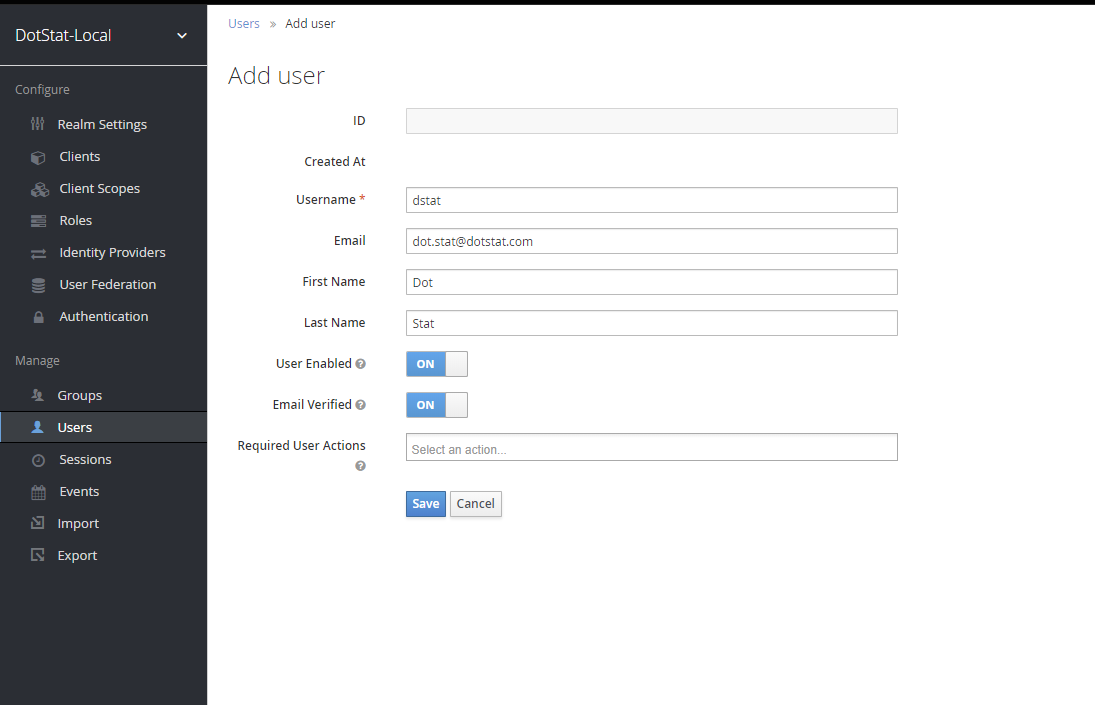 DotStat-Local
Configure
Realm Settings
Clients
Client Scopes
Roles
Identity Providers
User Federation
Authentication
Manage
Groups
Users
Sessions
Events
Import
Export
Users » Add user
Add user
ID
Created At
Username * dstat
Email dot.stat@dotstat.com
First Name Dot
Last Name Stat
User Enabled ? ON
Email Verified ? ON
Required User Actions ? Select an action...
Save Cancel